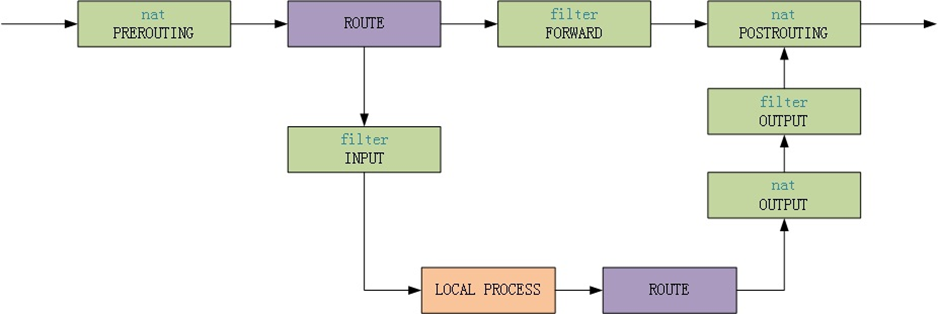 nat
PREROUTING
ROUTE
filter
FORWARD
nat
POSTROUTING
filter
OUTPUT
filter
INPUT
nat
OUTPUT
LOCAL PROCESS
ROUTE